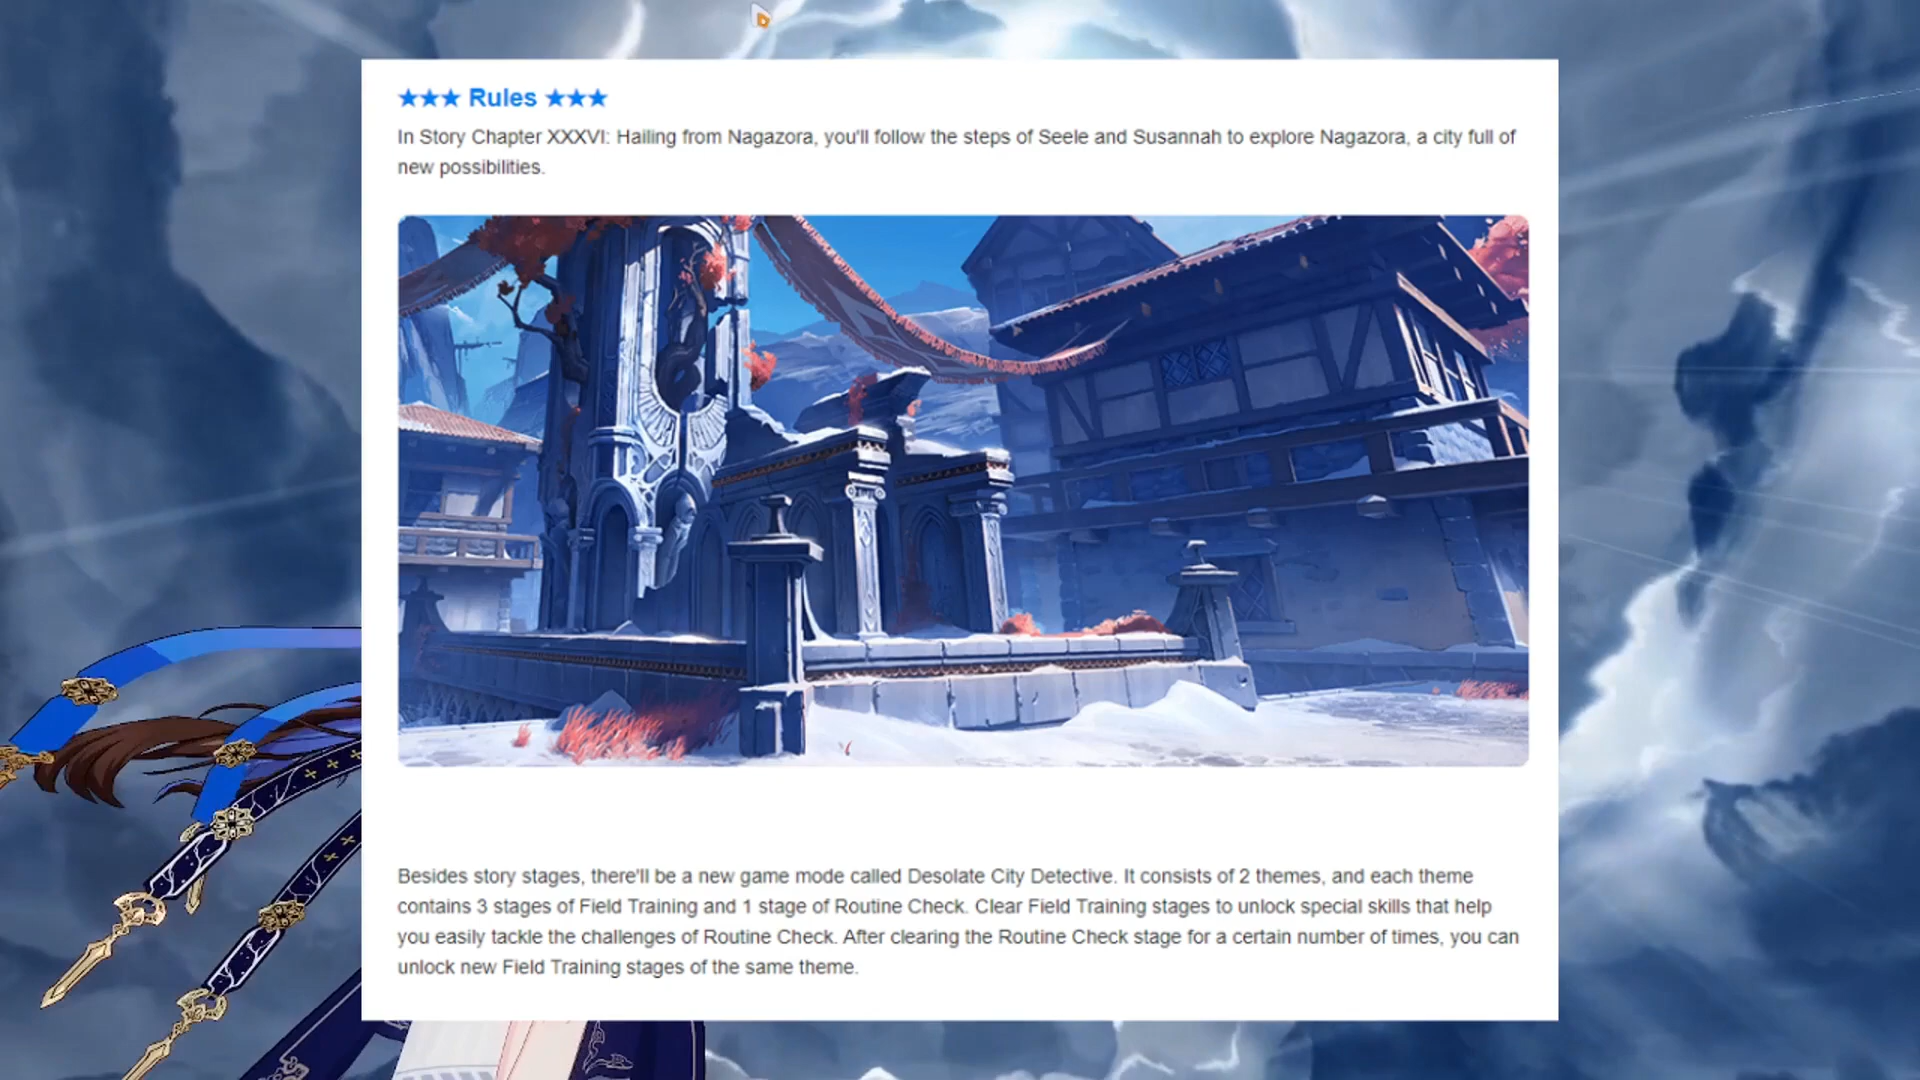 ★★★ Rules ★★★
In Story Chapter XXXVI: Hailing from Nagazora, you'll follow the steps of Seele and Susannah to explore Nagazora, a city full of
new possibilities.
Besides story stages, there'll be a new game mode called Desolate City Detective. It consists of 2 themes, and each theme
contains 3 stages of Field Training and 1 stage of Routine Check. Clear Field Training stages to unlock special skills that help
you easily tackle the challenges of Routine Check. After clearing the Routine Check stage for a certain number of times, you can
unlock new Field Training stages of the same theme.